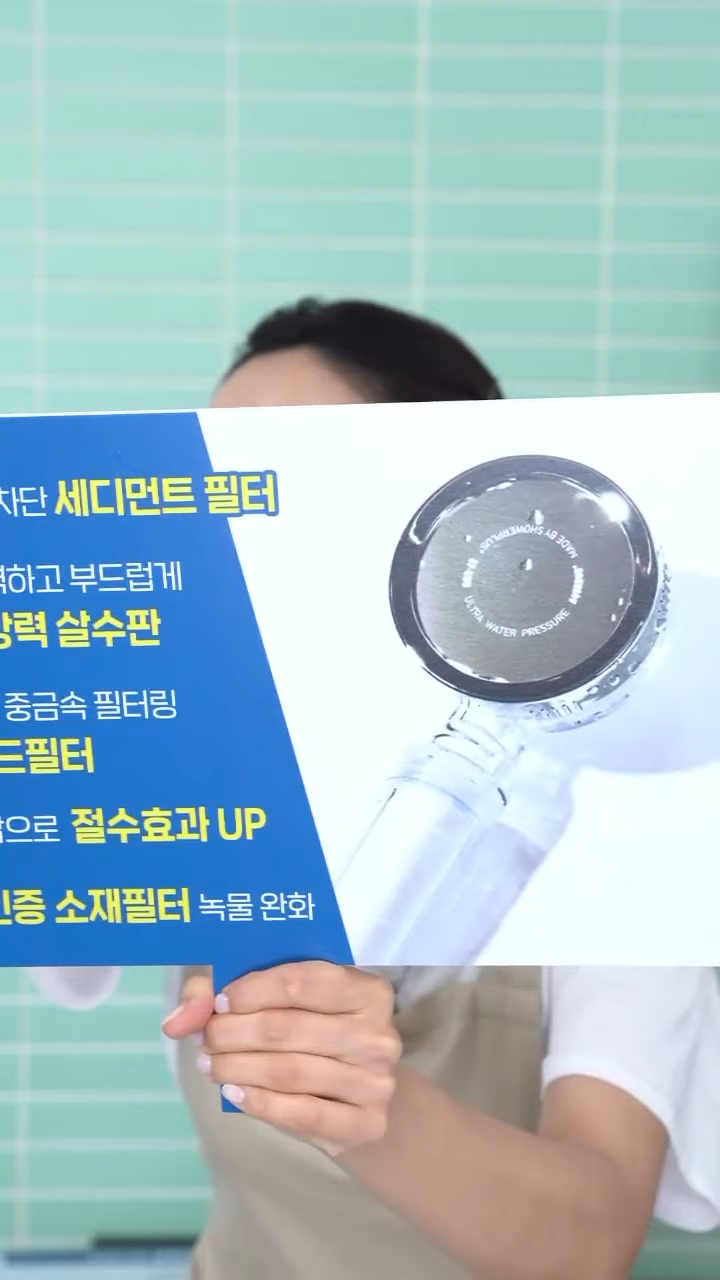 차단 세디먼트 필터
하고 부드럽게
강력 살수판
중금속 필터링
드필터
으로 절수효과 UP
인증 소재필터 녹물 완화
MADE BY SHOWERPLUS
ULTRA WATER PRESSURE